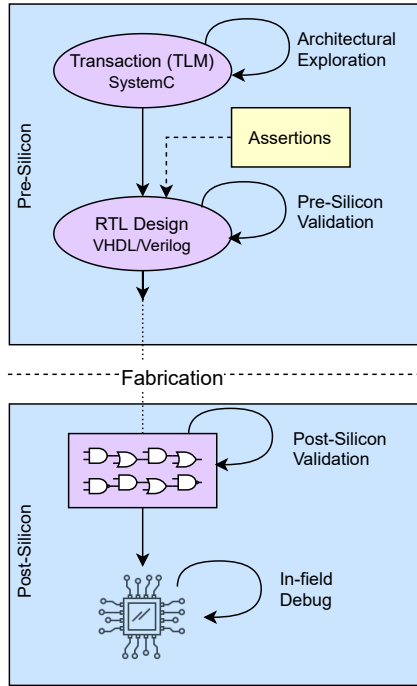 Pre-Silicon
Transaction (TLM)
SystemC
Architectural
Exploration
Assertions
RTL Design
VHDL/Verilog
Pre-Silicon
Validation
Fabrication
Post-Silicon
Post-Silicon
Validation
In-field
Debug